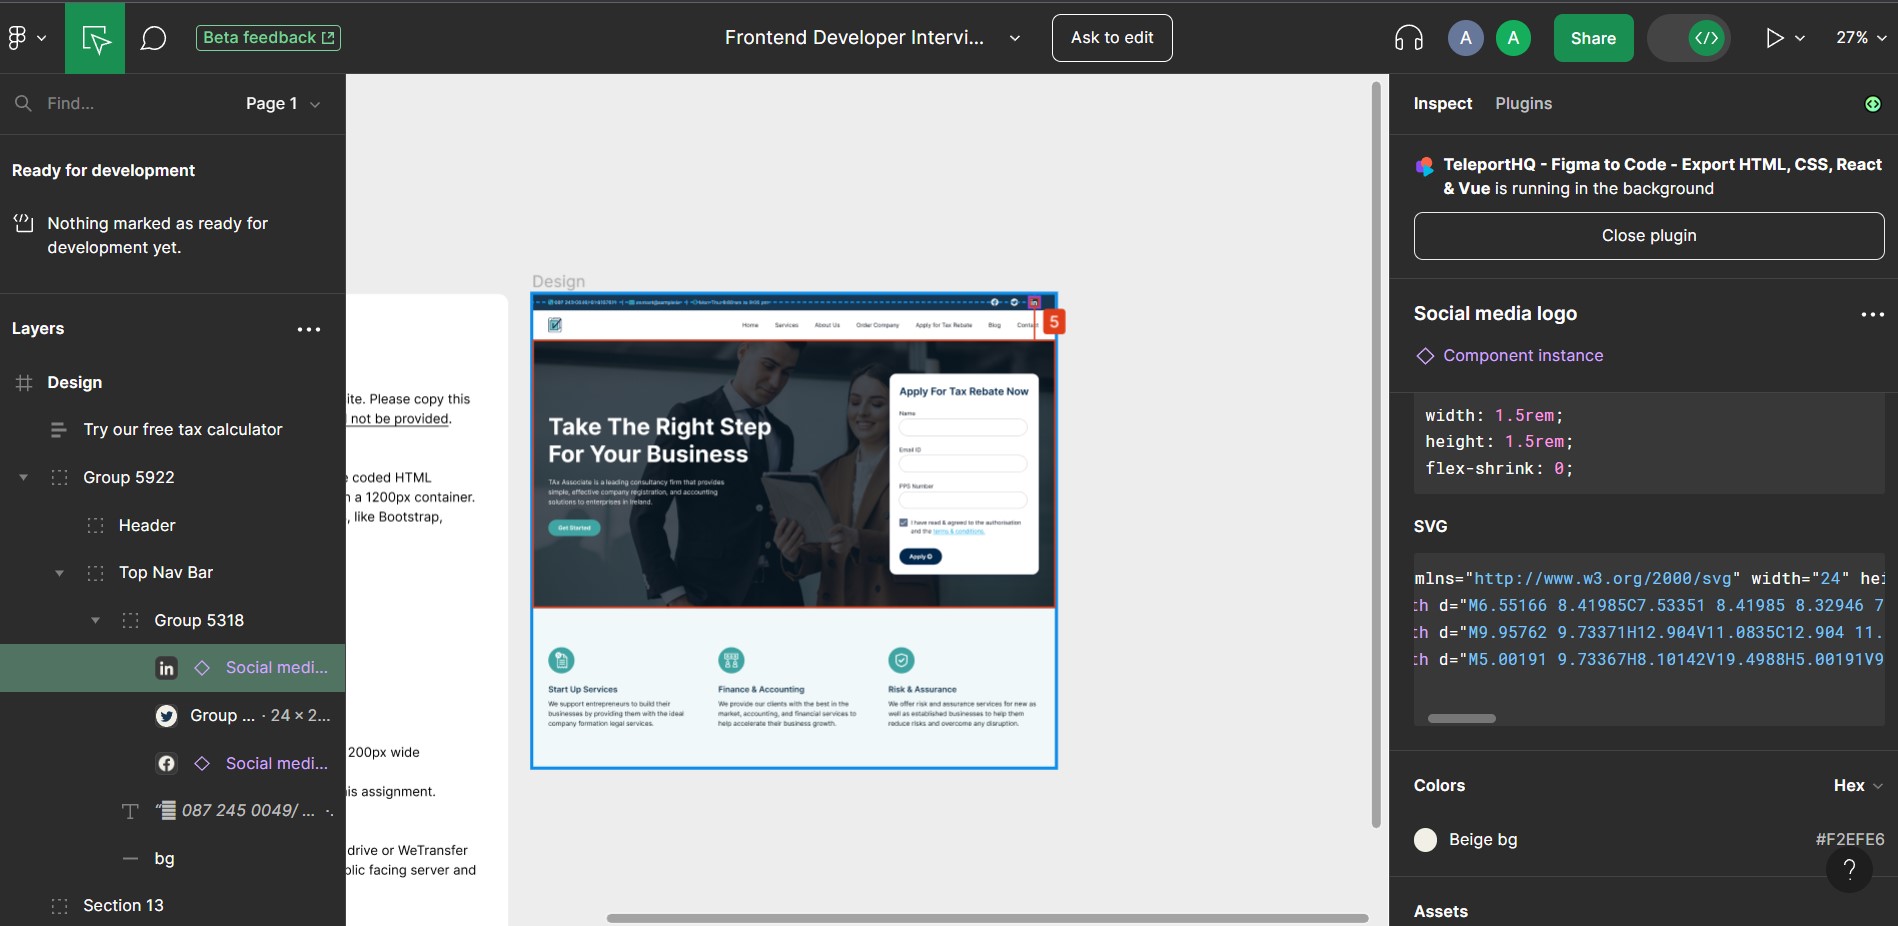 Beta feedback
Frontend Developer Intervi...
Ask to edit
A
A
Share
27%
Find...
Page 1
Ready for development
Nothing marked as ready for
development yet.
Layers
Design
Try our free tax calculator
Group 5922
Header
Top Nav Bar
Group 5318
in
Social medi...
Group ... · 24 × 2...
Social medi...
087 245 0049/ ...
bg
Section 13
ite. Please copy this
not be provided.
coded HTML
a 1200px container.
, like Bootstrap,
200px wide
is assignment.
drive or WeTransfer
blic facing server and
Design
in
Home
Services
About Us
Order Company
Apply for Tax Rebate
Blog
Contac
5
Take The Right Step
For Your Business
TAx Associate is a leading consultancy firm that provides
simple, effective company registration, and accounting
solutions to enterprises in Ireland.
Get Started
Apply For Tax Rebate Now
Name
Email ID
PPS Number
I have read & agreed to the authorisation
and the terms & conditions.
Apply
Start Up Services
We support entrepreneurs to build their
businesses by providing them with the ideal
company formation legal services.
Finance & Accounting
We provide our clients with the best in the
market, accounting, and financial services to
help accelerate their business growth.
Risk & Assurance
We offer risk and assurance services for new as
well as established businesses to help them
reduce risks and overcome any disruption.
Inspect
Plugins
TeleportHQ - Figma to Code - Export HTML, CSS, React
& Vue is running in the background
Close plugin
Social media logo
Component instance
width: 1.5rem;
height: 1.5rem;
flex-shrink: 0;
SVG
mlns="http://www.w3.org/2000/svg" width="24" hei
th d="M6.55166 8.41985C7.53351 8.41985 8.32946 7
th d="M9.95762 9.73371H12.904V11.0835C12.904 11.
th d="M5.00191 9.73367H8.10142V19.4988H5.00191V9
Colors
Hex
Beige bg
#F2EFE6
?
Assets